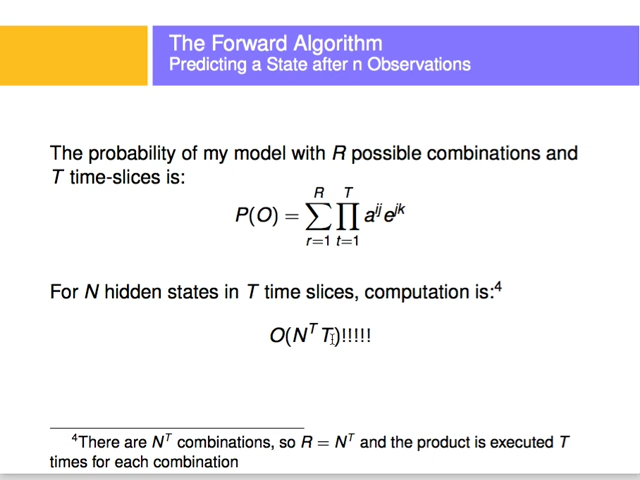 The Forward Algorithm
Predicting a State after n Observations
The probability of my model with R possible combinations and
T time-slices is:
P(O) = ∑_{r=1}^{R} ∏_{t=1}^{T} a^{ij} e^{jk}
For N hidden states in T time slices, computation is:⁴
O(N^T T)!!!!!
⁴There are N^T combinations, so R = N^T and the product is executed T
times for each combination